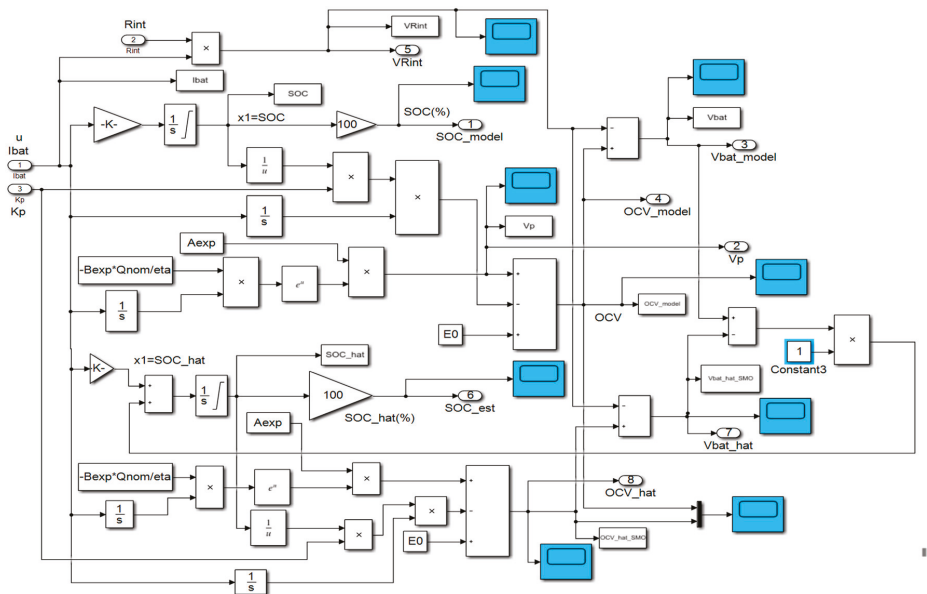 Rint
2
Rint
×
VRint
5
VRint
Ibat
-K-
1
s
SOC
x1=SOC
100
SOC(%)
1
SOC_model
u
Ibat
1
Ibat
3
Kp
Kp
1
u
×
×
1
s
−
+
Vbat
3
Vbat_model
4
OCV_model
Vp
2
Vp
Aexp
-Bexp*Qnom/eta
×
eᵘ
×
1
s
+
−
+
E0
OCV
OCV_model
+
−
1
Constant3
×
K-
x1=SOC_hat
+
+
1
s
SOC_hat
100
SOC_hat(%)
6
SOC_est
Vbat_hat_SMO
−
+
7
Vbat_hat
Aexp
-Bexp*Qnom/eta
×
eᵘ
×
1
s
1
u
×
×
+
−
+
E0
8
OCV_hat
OCV_hat_SMO
1
s